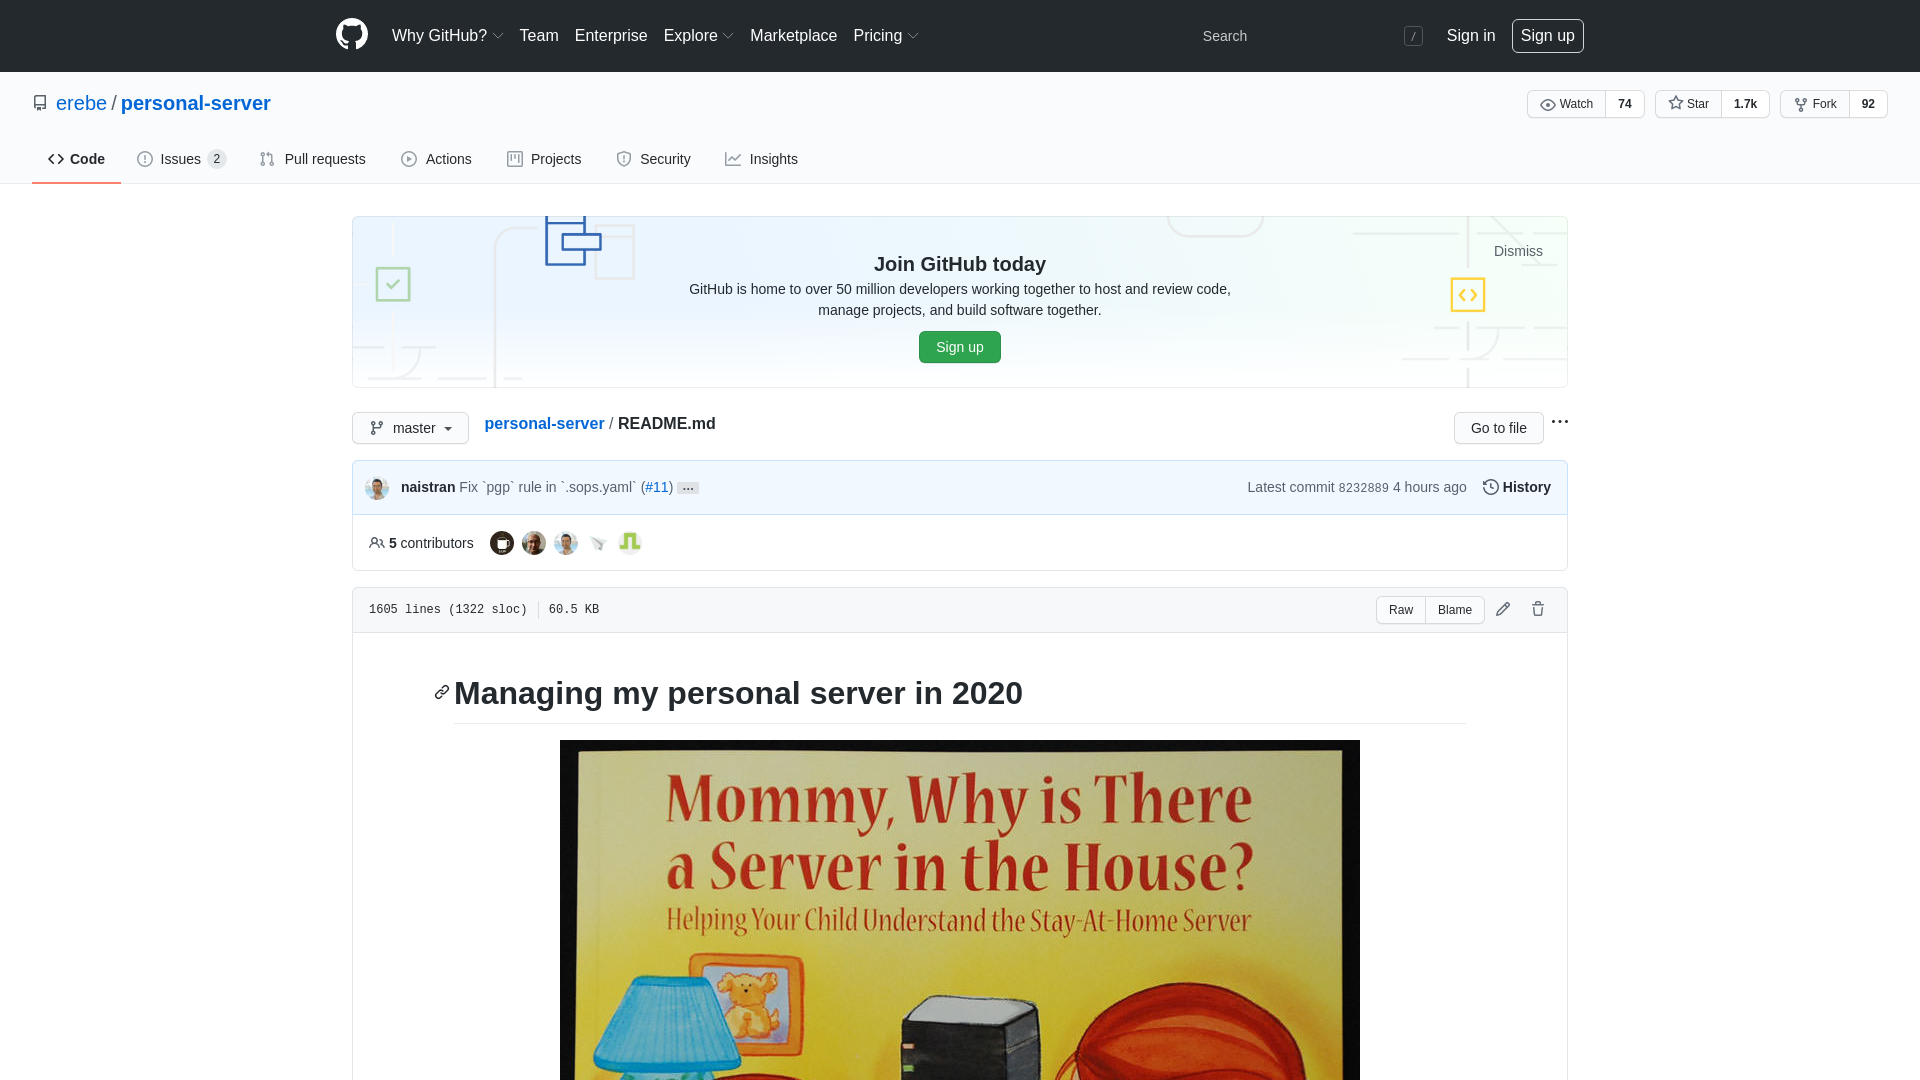 Why GitHub? Team Enterprise Explore Marketplace Pricing Search / Sign in Sign up
erebe / personal-server
Watch 74 Star 1.7k Fork 92
Code Issues 2 Pull requests Actions Projects Security Insights
Dismiss
Join GitHub today
GitHub is home to over 50 million developers working together to host and review code,
manage projects, and build software together.
Sign up
master personal-server / README.md Go to file ...
naistran Fix `pgp` rule in `.sops.yaml` (#11) ... Latest commit 8232889 4 hours ago History
5 contributors
1605 lines (1322 sloc) 60.5 KB Raw Blame
Managing my personal server in 2020
Mommy, Why is There
a Server in the House?
Helping Your Child Understand the Stay-At-Home Server